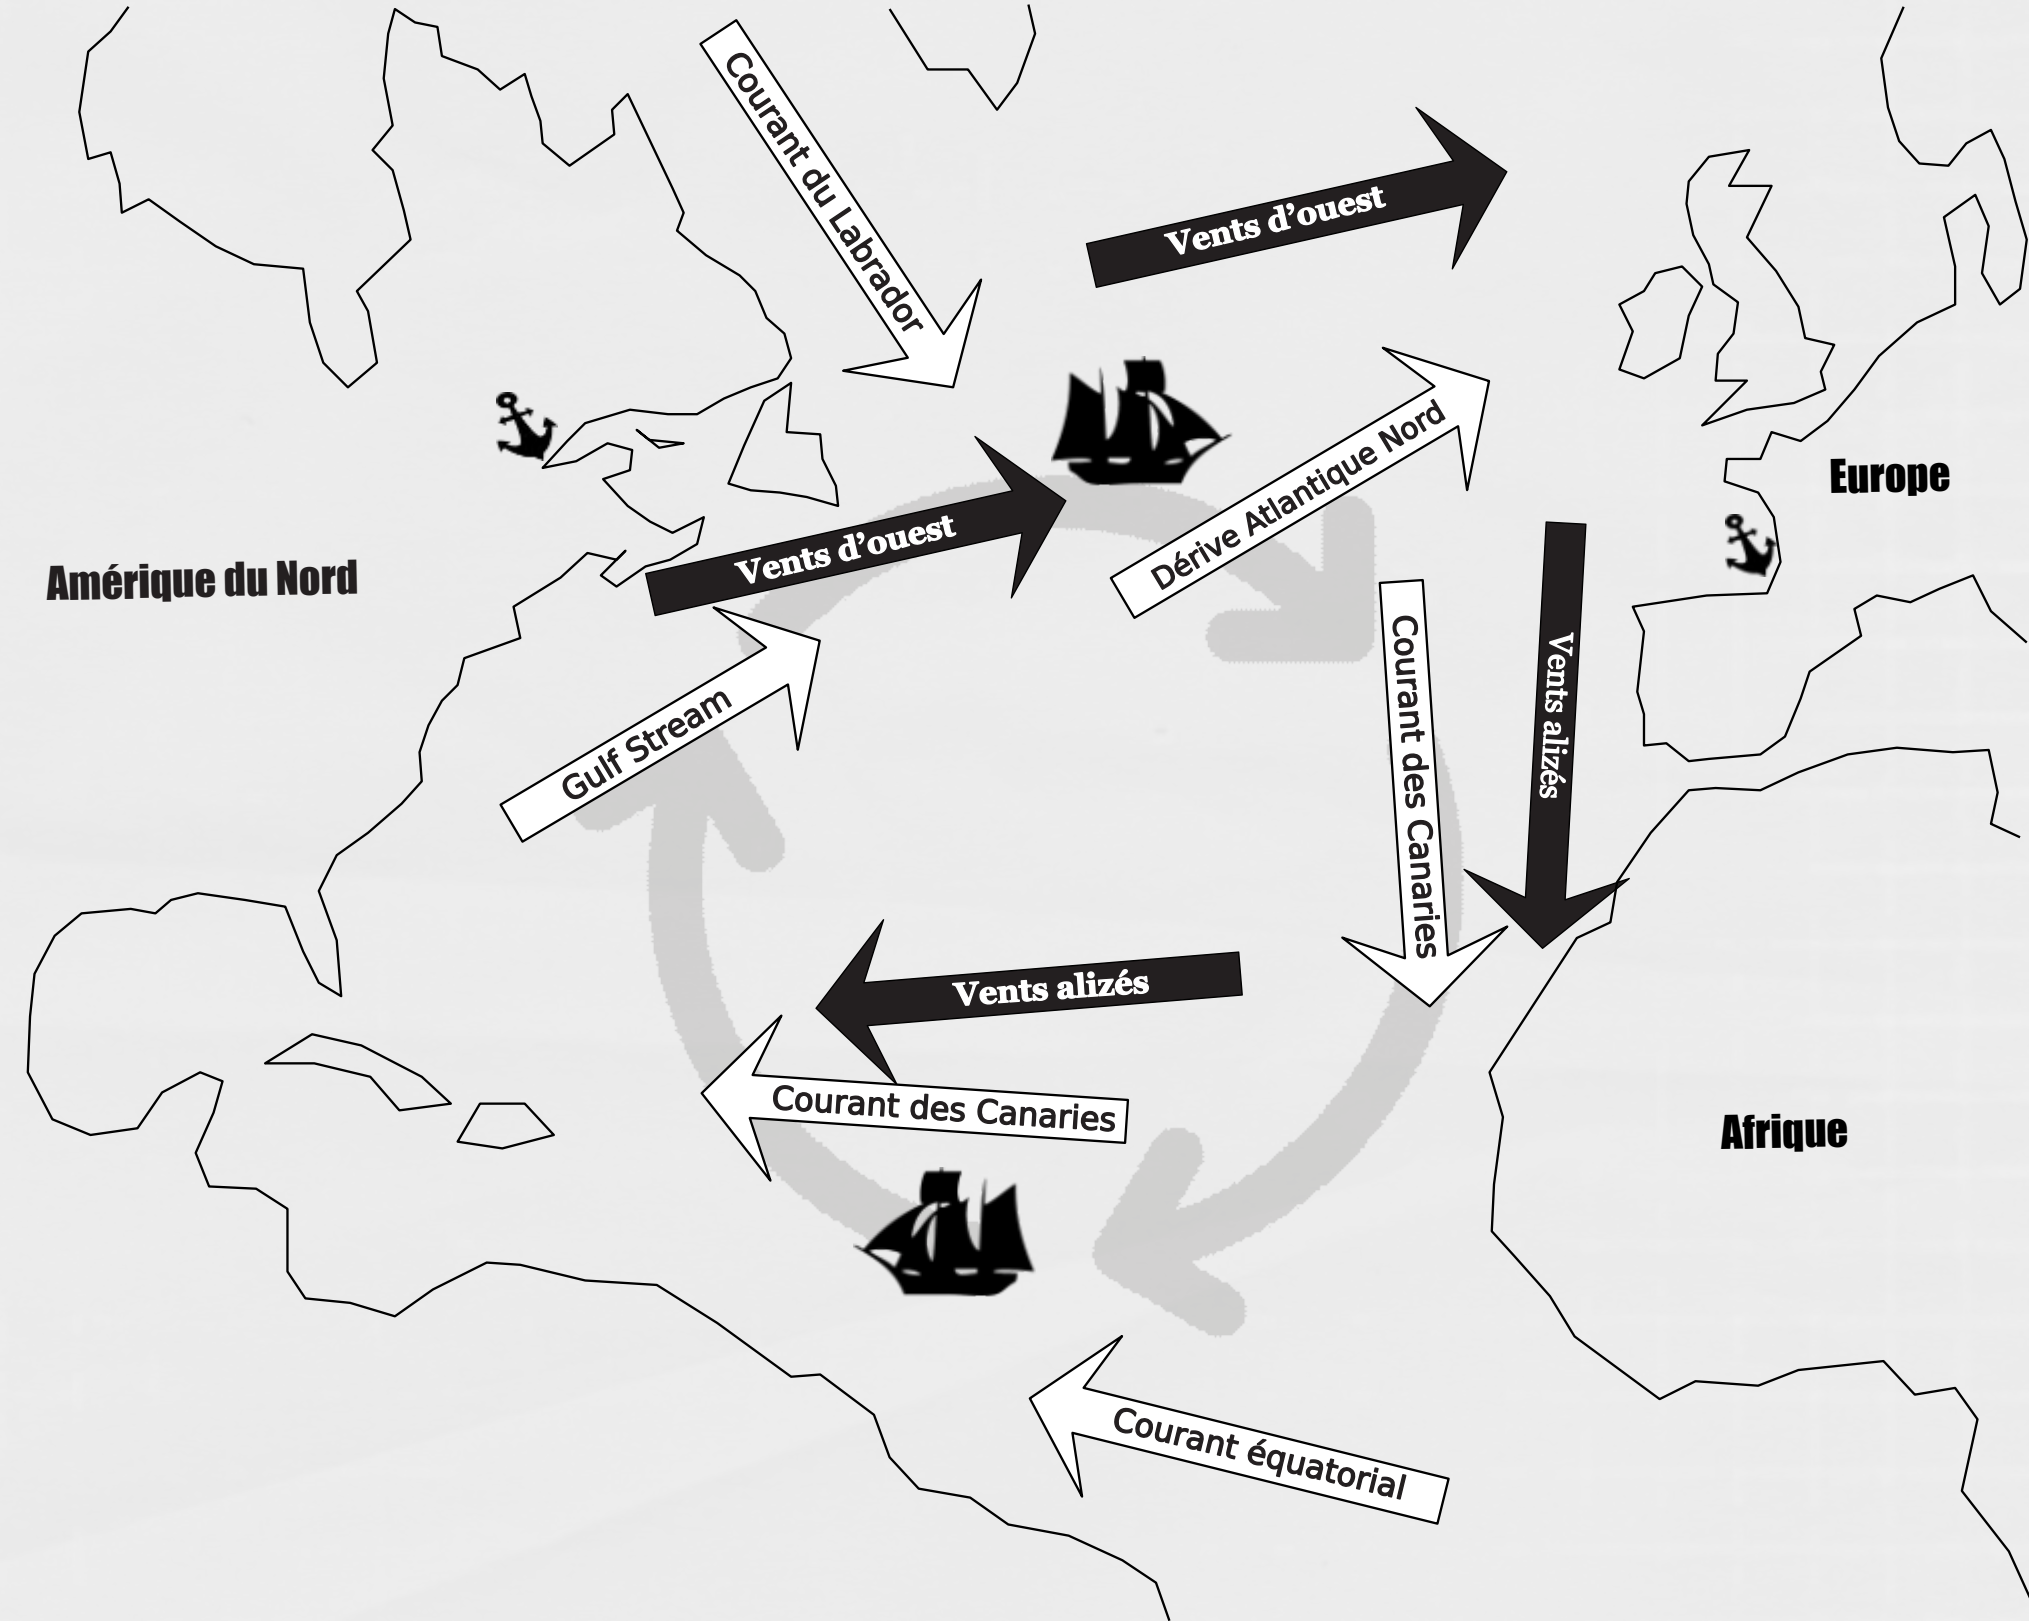 Courant du Labrador
Vents d’ouest
Dérive Atlantique Nord
Europe
Vents d’ouest
Amérique du Nord
Gulf Stream
Courant des Canaries
Vents alizés
Vents alizés
Courant des Canaries
Afrique
Courant équatorial